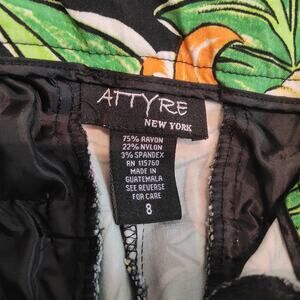 ATTYRE
NEW YORK
75% RAYON
22% NYLON
3% SPANDEX
RN 115760
MADE IN
GUATEMALA
SEE REVERSE
FOR CARE
8